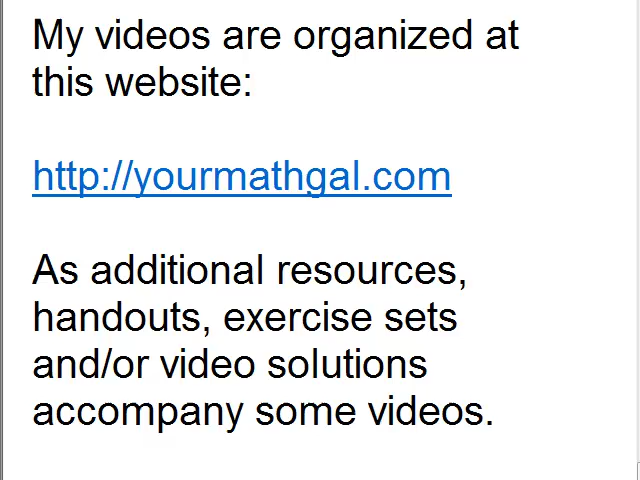 My videos are organized at
this website:
http://yourmathgal.com
As additional resources,
handouts, exercise sets
and/or video solutions
accompany some videos.